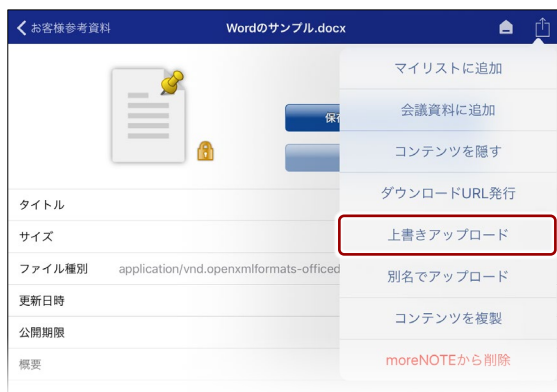 お客様参考資料
Wordのサンプル.docx
マイリストに追加
会議資料に追加
保
コンテンツを隠す
ダウンロードURL発行
タイトル
上書きアップロード
サイズ
ファイル種別
application/vnd.openxmlformats-officed
別名でアップロード
更新日時
コンテンツを複製
公開期限
概要
moreNOTEから削除